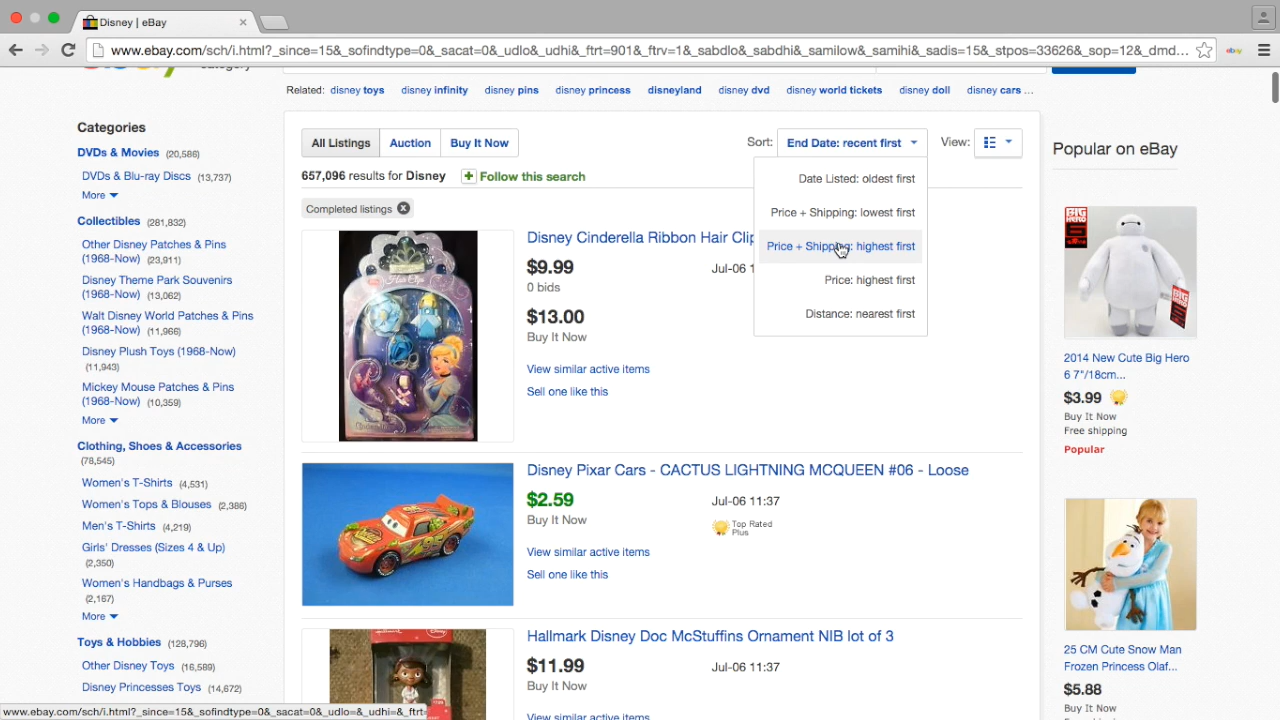 Disney | eBay
www.ebay.com/sch/i.html?_since=15&_sofindtype=0&_sacat=0&_udlo&_udhi&_ftrt=901&_ftrv=1&_sabdlo&_sabdhi&_samilow&_samihi&_sadis=15&_stpos=33626&_sop=12&_dmd...
ebay
category
Related: disney toys disney infinity disney pins disney princess disneyland disney dvd disney world tickets disney doll disney cars ...
Categories
DVDs & Movies (20,586)
DVDs & Blu-ray Discs (13,737)
More
Collectibles (281,832)
Other Disney Patches & Pins
(1968-Now) (23,911)
Disney Theme Park Souvenirs
(1968-Now) (13,062)
Walt Disney World Patches & Pins
(1968-Now) (11,966)
Disney Plush Toys (1968-Now)
(11,943)
Mickey Mouse Patches & Pins
(1968-Now) (10,359)
More
Clothing, Shoes & Accessories
(78,545)
Women's T-Shirts (4,531)
Women's Tops & Blouses (2,386)
Men's T-Shirts (4,219)
Girls' Dresses (Sizes 4 & Up)
(2,350)
Women's Handbags & Purses
(2,167)
More
Toys & Hobbies (128,796)
Other Disney Toys (16,589)
Disney Princesses Toys (14,672)
www.ebay.com/sch/i.html?_since=15&_sofindtype=0&_sacat=0&_udlo=&_udhi=&_ftrt=
All Listings Auction Buy It Now
Sort: End Date: recent first View:
657,096 results for Disney Follow this search
Completed listings
Date Listed: oldest first
Price + Shipping: lowest first
Price + Shipping: highest first
Price: highest first
Distance: nearest first
Disney Cinderella Ribbon Hair Clip
$9.99 Jul-06 1
0 bids
$13.00
Buy It Now
View similar active items
Sell one like this
Disney Pixar Cars - CACTUS LIGHTNING MCQUEEN #06 - Loose
$2.59 Jul-06 11:37
Buy It Now
Top Rated
Plus
View similar active items
Sell one like this
Hallmark Disney Doc McStuffins Ornament NIB lot of 3
$11.99 Jul-06 11:37
Buy It Now
View similar active items
Popular on eBay
BIG
HERO
6
BIG
HERO
6
2014 New Cute Big Hero
6 7"/18cm...
$3.99
Buy It Now
Free shipping
Popular
25 CM Cute Snow Man
Frozen Princess Olaf...
$5.88
Buy It Now